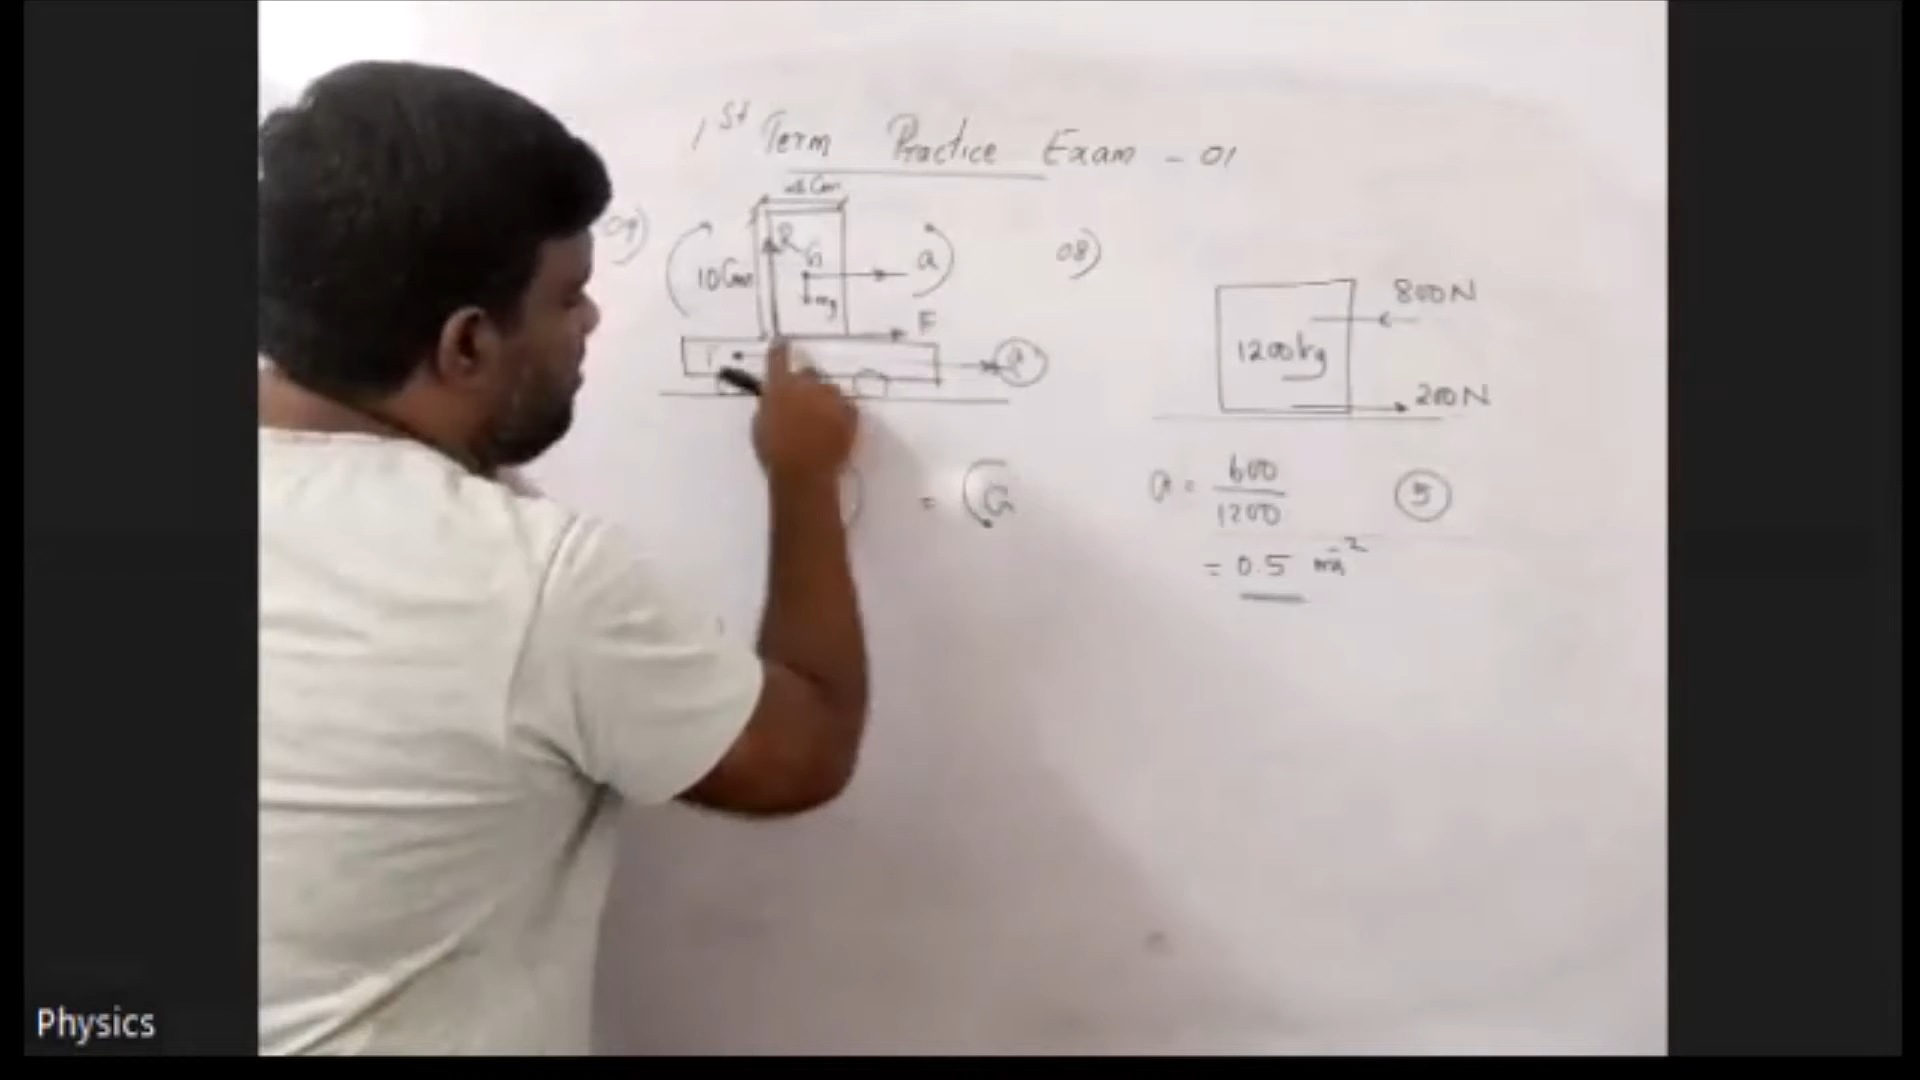 1st Term Practice Exam - 01
09)
10cm
R
G
mg
a
F
a
= G
08)
800N
1200kg
200N
a = 600
1200
5
= 0.5 ms-2
Physics